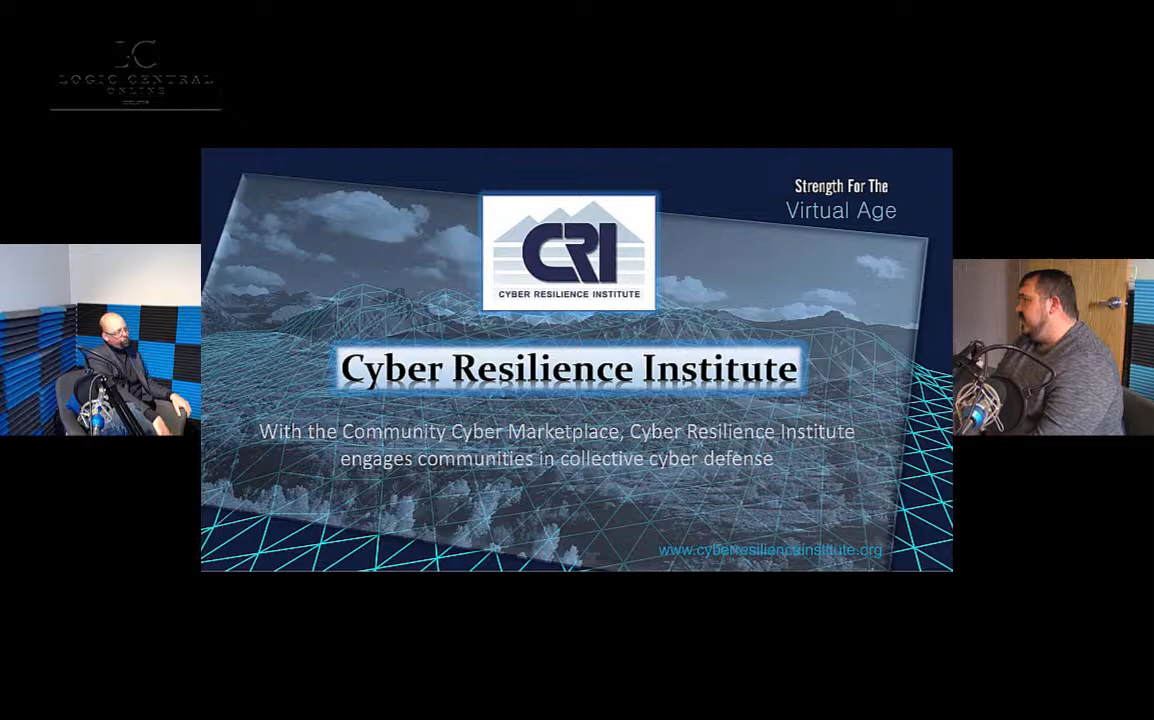 LC
LOGIC CENTRAL
ONLINE
Strength For The
Virtual Age
CRI
CYBER RESILIENCE INSTITUTE
Cyber Resilience Institute
With the Community Cyber Marketplace, Cyber Resilience Institute
engages communities in collective cyber defense
www.cyberresilienceinstitute.org